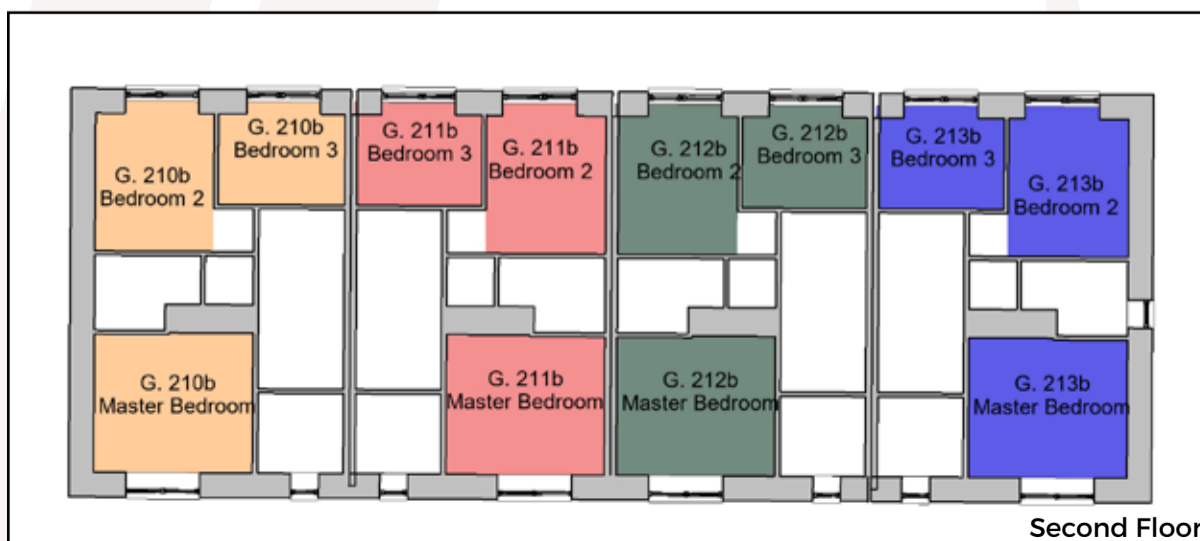 G. 210b
Bedroom 2
G. 210b
Bedroom 3
G. 211b
Bedroom 3
G. 211b
Bedroom 2
G. 212b
Bedroom 2
G. 212b
Bedroom 3
G. 213b
Bedroom 3
G. 213b
Bedroom 2
G. 210b
Master Bedroom
G. 211b
Master Bedroom
G. 212b
Master Bedroom
G. 213b
Master Bedroom
Second Floor